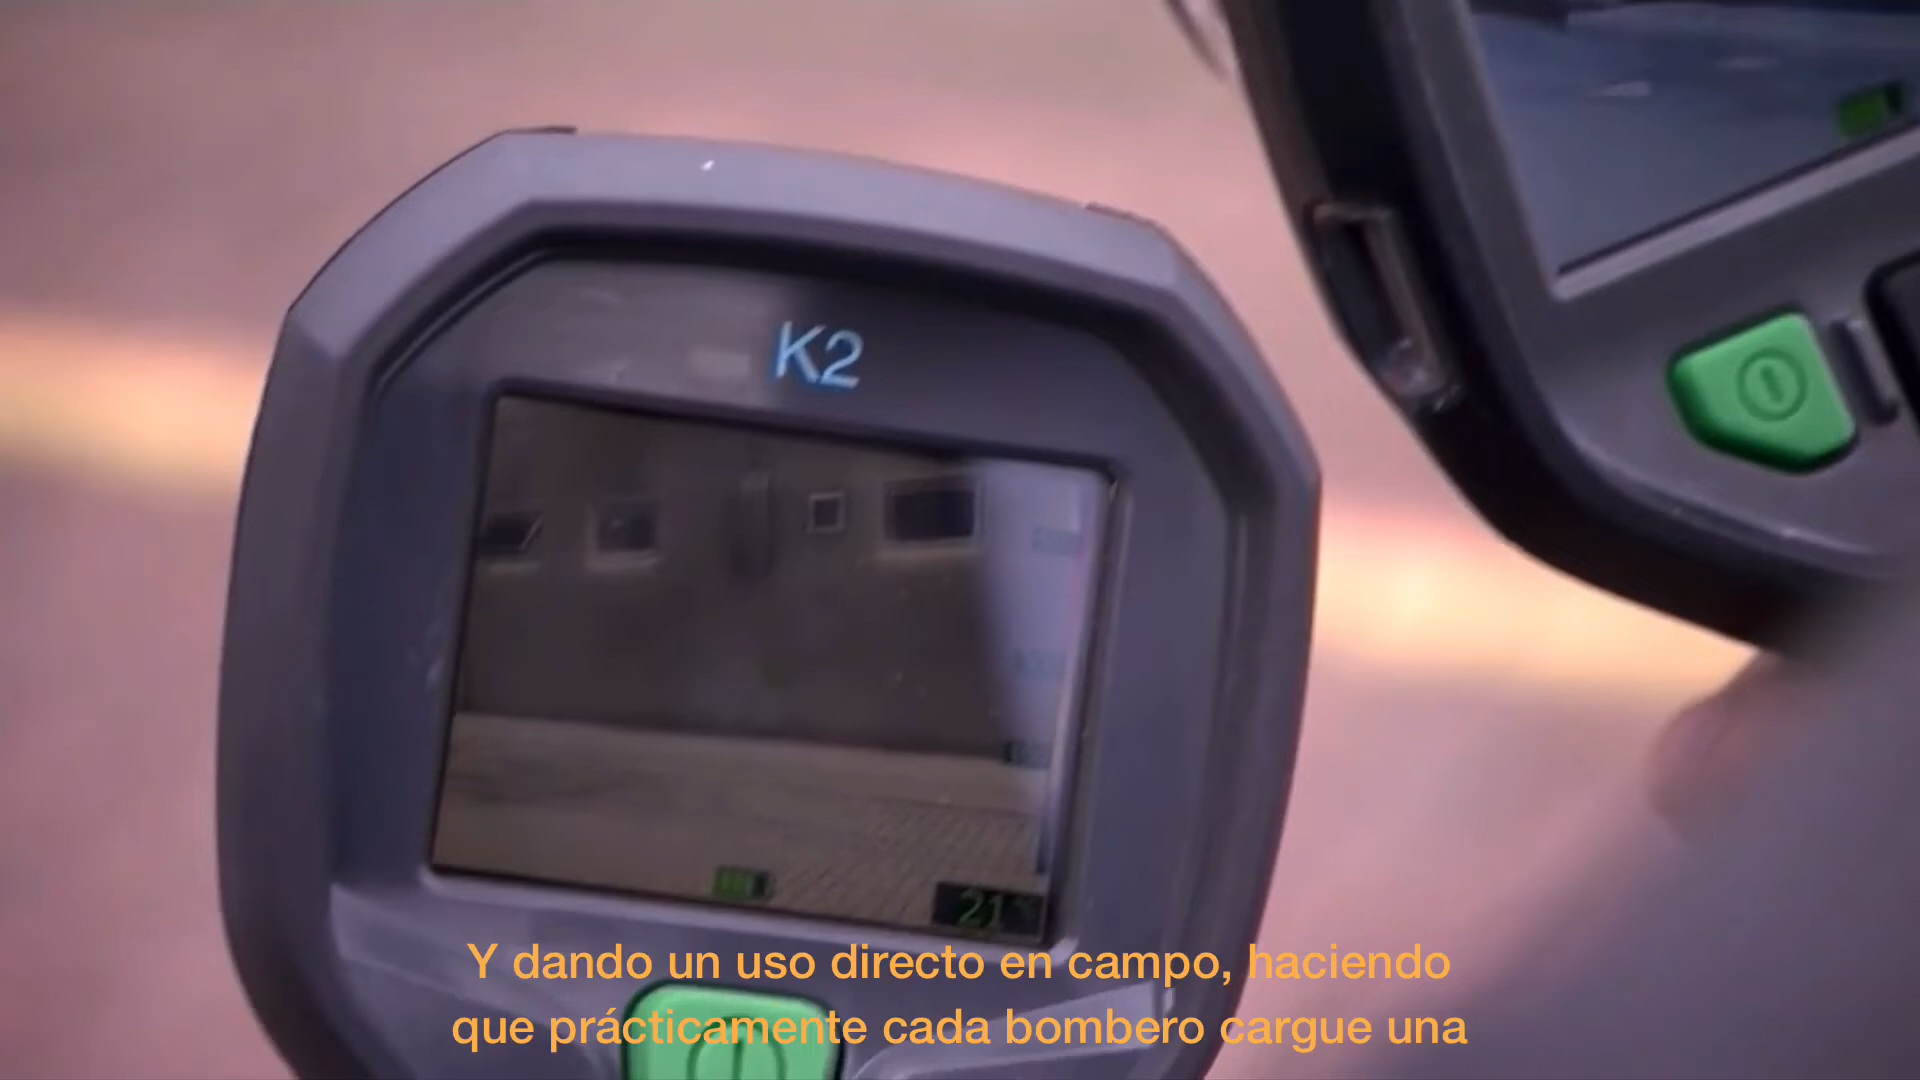 K2
21
Y dando un uso directo en campo, haciendo
que prácticamente cada bombero cargue una